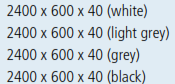 2400 x 600 x 40 (white)
2400 x 600 x 40 (light grey)
2400 x 600 x 40 (grey)
2400 x 600 x 40 (black)